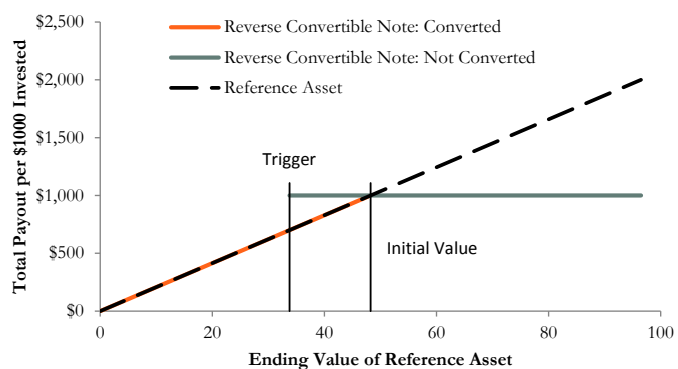 $2,500
$2,000
$1,500
$1,000
$500
$0
Total Payout per $1000 Invested
Reverse Convertible Note: Converted
Reverse Convertible Note: Not Converted
Reference Asset
Trigger
Initial Value
0
20
40
60
80
100
Ending Value of Reference Asset